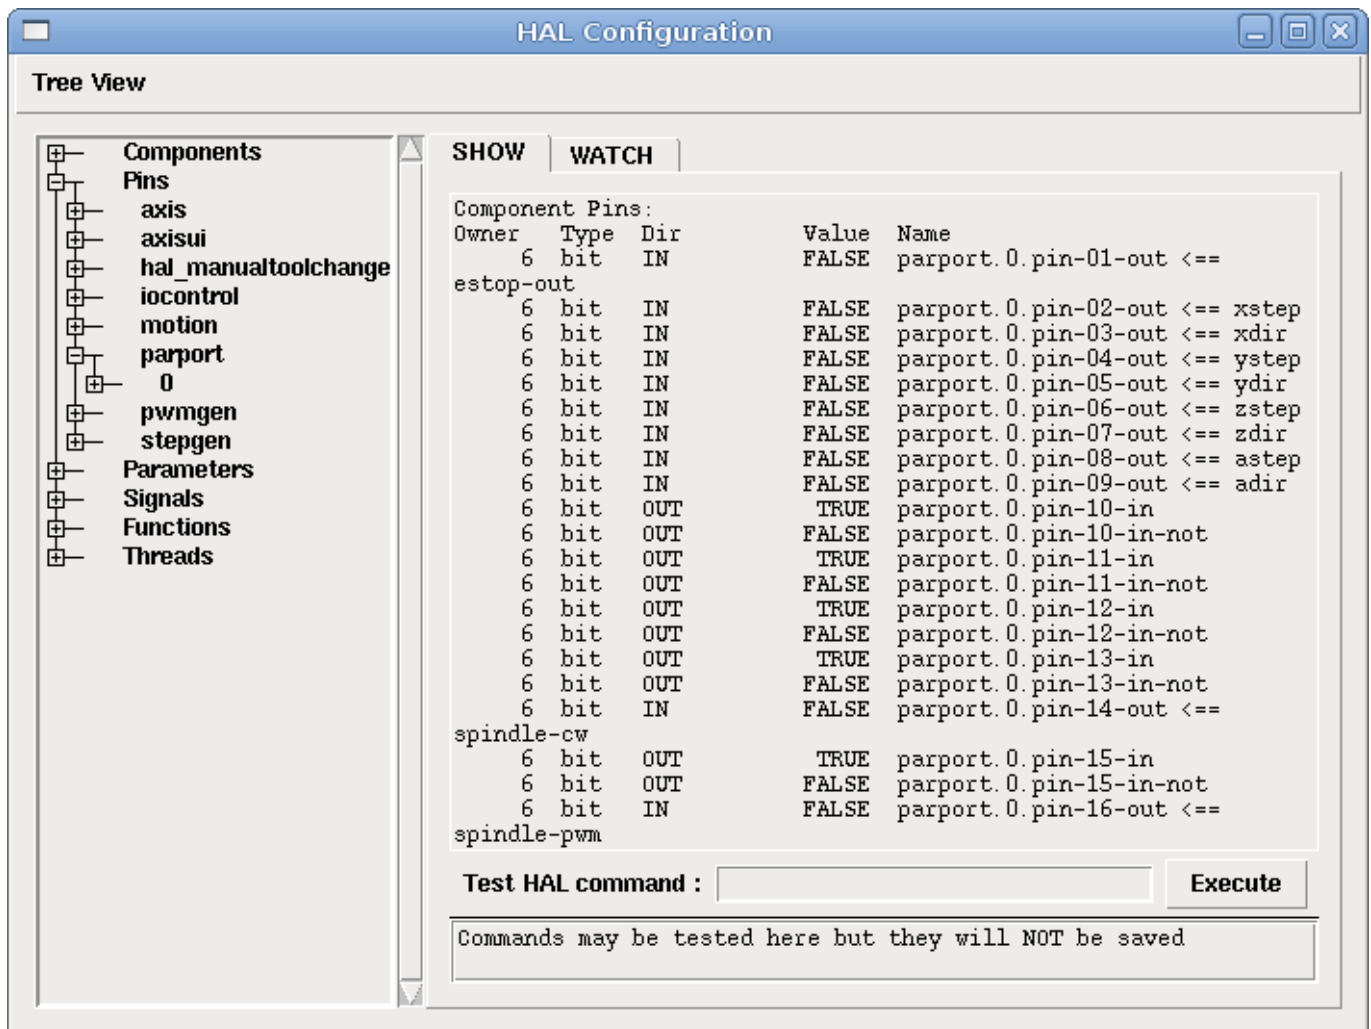 HAL Configuration
Tree View
Components
Pins
axis
axisui
hal_manualtoolchange
iocontrol
motion
parport
0
pwmgen
stepgen
Parameters
Signals
Functions
Threads
SHOW WATCH
Component Pins:
Owner Type Dir Value Name
6 bit IN FALSE parport.0.pin-01-out <==
estop-out
6 bit IN FALSE parport.0.pin-02-out <== xstep
6 bit IN FALSE parport.0.pin-03-out <== xdir
6 bit IN FALSE parport.0.pin-04-out <== ystep
6 bit IN FALSE parport.0.pin-05-out <== ydir
6 bit IN FALSE parport.0.pin-06-out <== zstep
6 bit IN FALSE parport.0.pin-07-out <== zdir
6 bit IN FALSE parport.0.pin-08-out <== astep
6 bit IN FALSE parport.0.pin-09-out <== adir
6 bit OUT TRUE parport.0.pin-10-in
6 bit OUT FALSE parport.0.pin-10-in-not
6 bit OUT TRUE parport.0.pin-11-in
6 bit OUT FALSE parport.0.pin-11-in-not
6 bit OUT TRUE parport.0.pin-12-in
6 bit OUT FALSE parport.0.pin-12-in-not
6 bit OUT TRUE parport.0.pin-13-in
6 bit OUT FALSE parport.0.pin-13-in-not
6 bit IN FALSE parport.0.pin-14-out <==
spindle-cw
6 bit OUT TRUE parport.0.pin-15-in
6 bit OUT FALSE parport.0.pin-15-in-not
6 bit IN FALSE parport.0.pin-16-out <==
spindle-pwm
Test HAL command : Execute
Commands may be tested here but they will NOT be saved